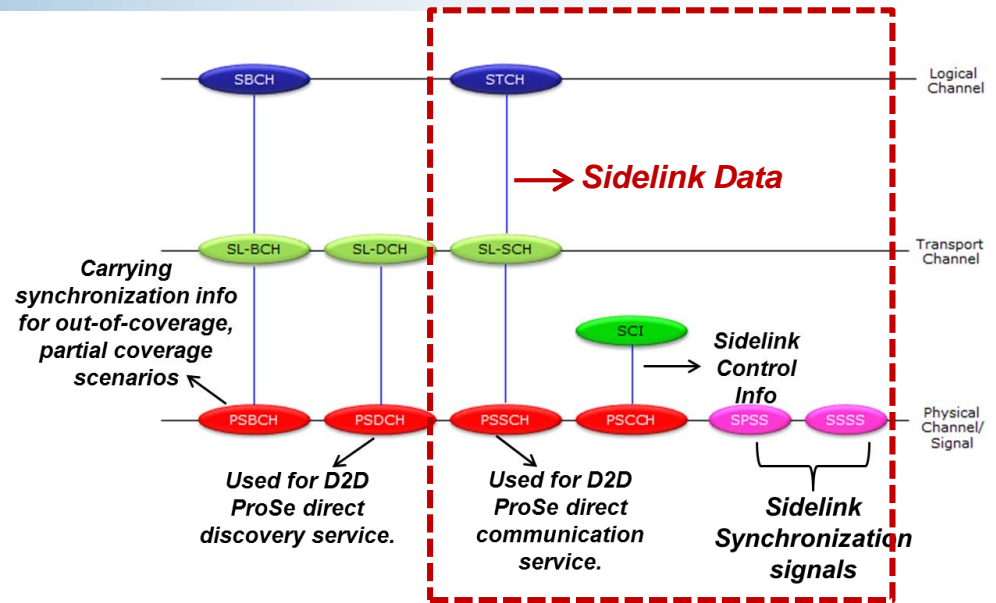 SBCH
STCH
Logical
Channel
Sidelink Data
SL-BCH
SL-DCH
SL-SCH
Transport
Channel
Carrying
synchronization info
for out-of-coverage,
partial coverage
scenarios
SCI
Sidelink
Control
Info
PSBCH
PSDCH
PSSCH
PSCCH
SPSS
SSSS
Physical
Channel/
Signal
Used for D2D
ProSe direct
discovery service.
Used for D2D
ProSe direct
communication
service.
Sidelink
Synchronization
signals